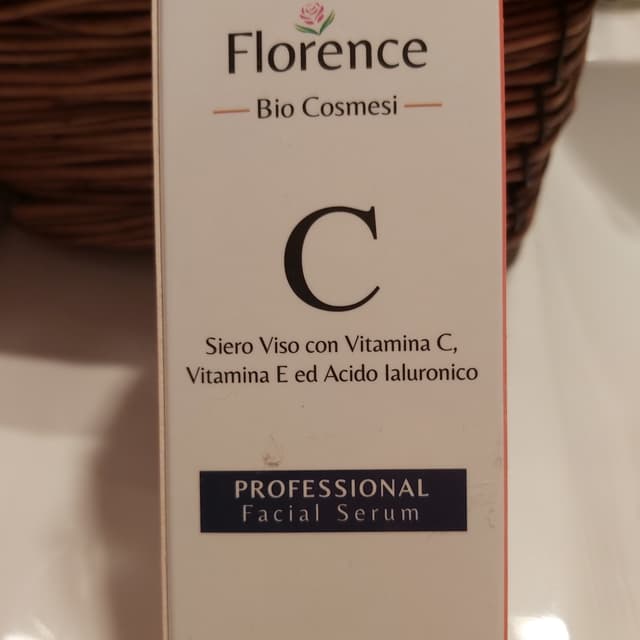 Florence
Bio Cosmesi
C
Siero Viso con Vitamina C,
Vitamina E ed Acido Ialuronico
PROFESSIONAL
Facial Serum